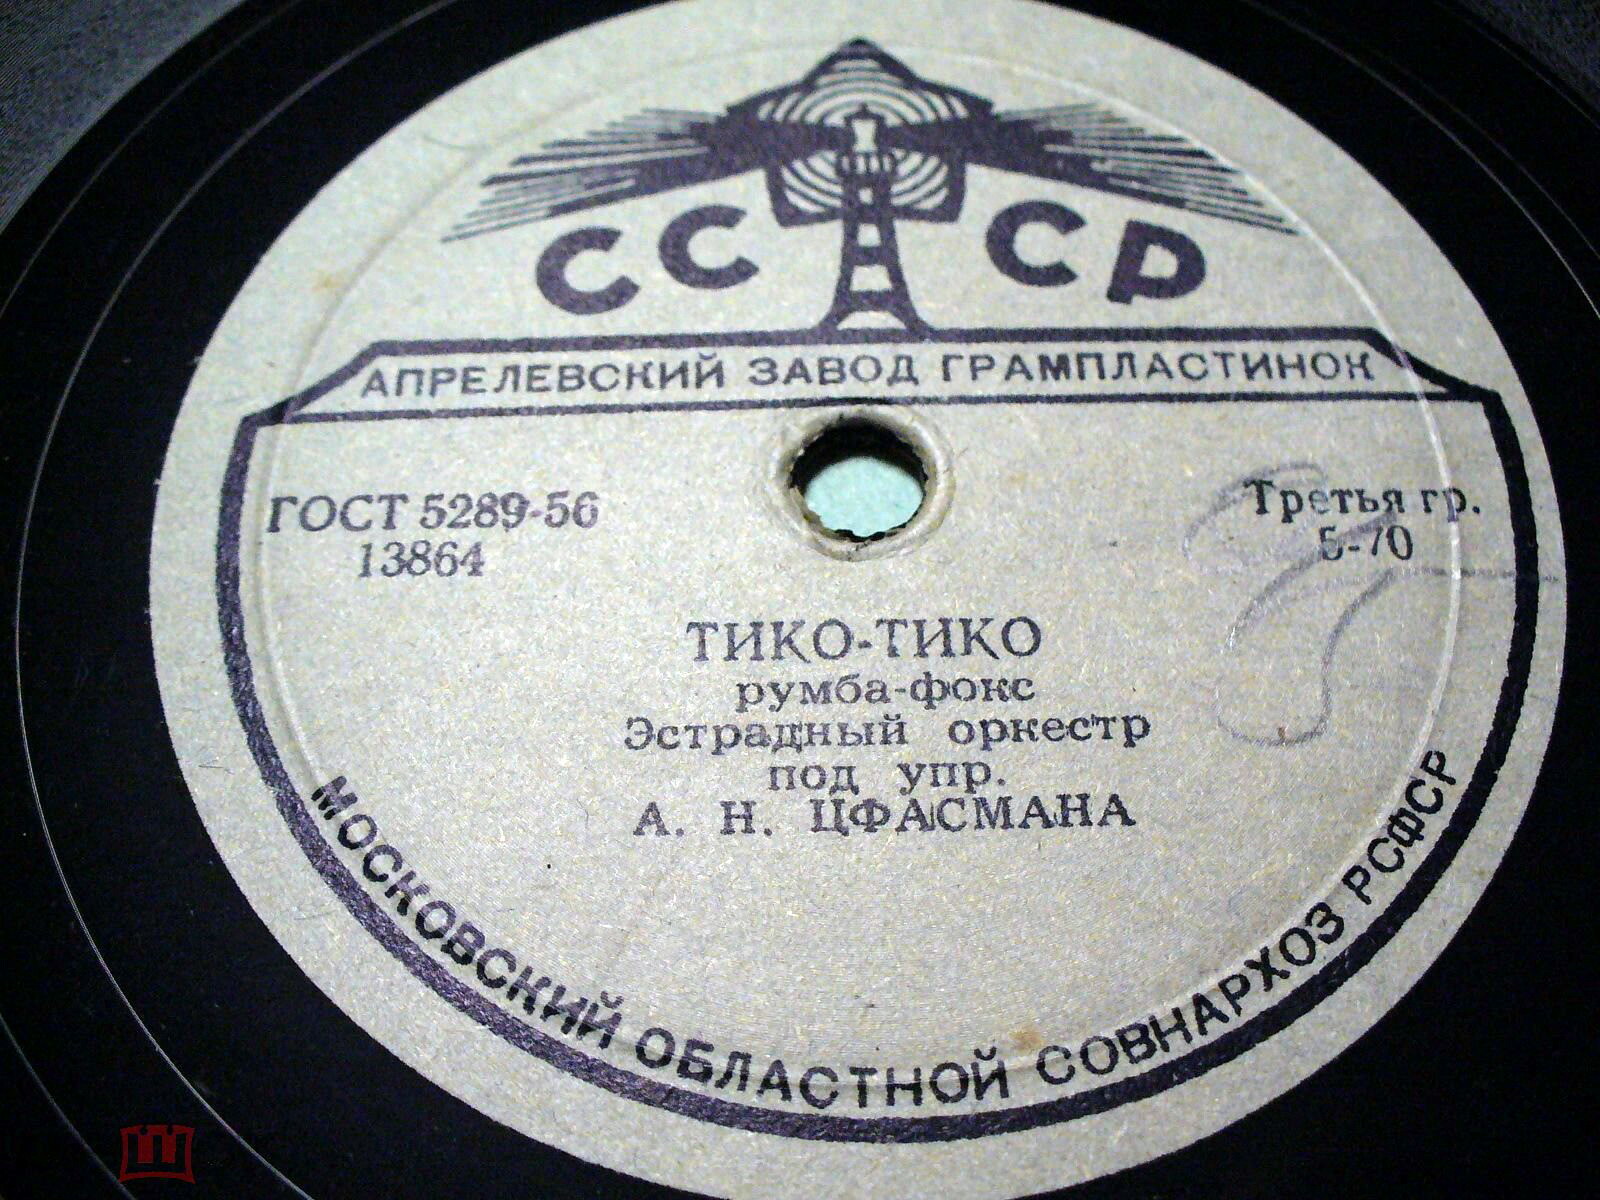 СССР
АПРЕЛЕВСКИЙ ЗАВОД ГРАМПЛАСТИНОК
ГОСТ 5289-56
13864
Третья гр.
5-70
ТИКО-ТИКО
румба-фокс
Эстрадный оркестр
под упр.
А. Н. ЦФАСМАНА
МОСКОВСКИЙ ОБЛАСТНОЙ СОВНАРХОЗ РСФСР